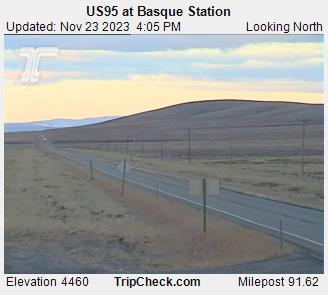 US95 at Basque Station
Updated: Nov 23 2023 4:05 PM Looking North
Elevation 4460 TripCheck.com Milepost 91.62